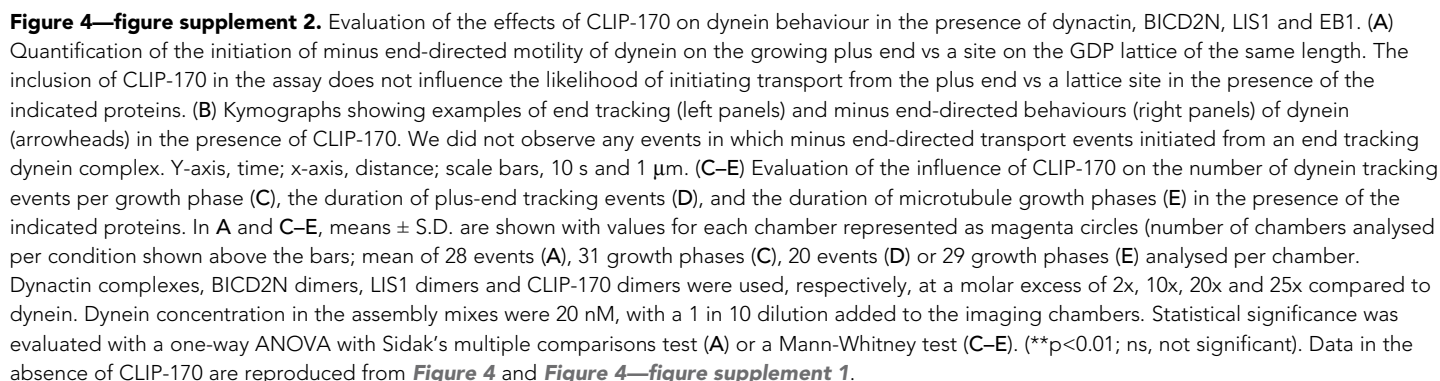 Figure 4—figure supplement 2. Evaluation of the effects of CLIP-170 on dynein behaviour in the presence of dynactin, BICD2N, LIS1 and EB1. (A)
Quantification of the initiation of minus end-directed motility of dynein on the growing plus end vs a site on the GDP lattice of the same length. The
inclusion of CLIP-170 in the assay does not influence the likelihood of initiating transport from the plus end vs a lattice site in the presence of the
indicated proteins. (B) Kymographs showing examples of end tracking (left panels) and minus end-directed behaviours (right panels) of dynein
(arrowheads) in the presence of CLIP-170. We did not observe any events in which minus end-directed transport events initiated from an end tracking
dynein complex. Y-axis, time; x-axis, distance; scale bars, 10 s and 1 μm. (C–E) Evaluation of the influence of CLIP-170 on the number of dynein tracking
events per growth phase (C), the duration of plus-end tracking events (D), and the duration of microtubule growth phases (E) in the presence of the
indicated proteins. In A and C–E, means ± S.D. are shown with values for each chamber represented as magenta circles (number of chambers analysed
per condition shown above the bars; mean of 28 events (A), 31 growth phases (C), 20 events (D) or 29 growth phases (E) analysed per chamber.
Dynactin complexes, BICD2N dimers, LIS1 dimers and CLIP-170 dimers were used, respectively, at a molar excess of 2x, 10x, 20x and 25x compared to
dynein. Dynein concentration in the assembly mixes were 20 nM, with a 1 in 10 dilution added to the imaging chambers. Statistical significance was
evaluated with a one-way ANOVA with Sidak's multiple comparisons test (A) or a Mann-Whitney test (C–E). (**p<0.01; ns, not significant). Data in the
absence of CLIP-170 are reproduced from Figure 4 and Figure 4—figure supplement 1.